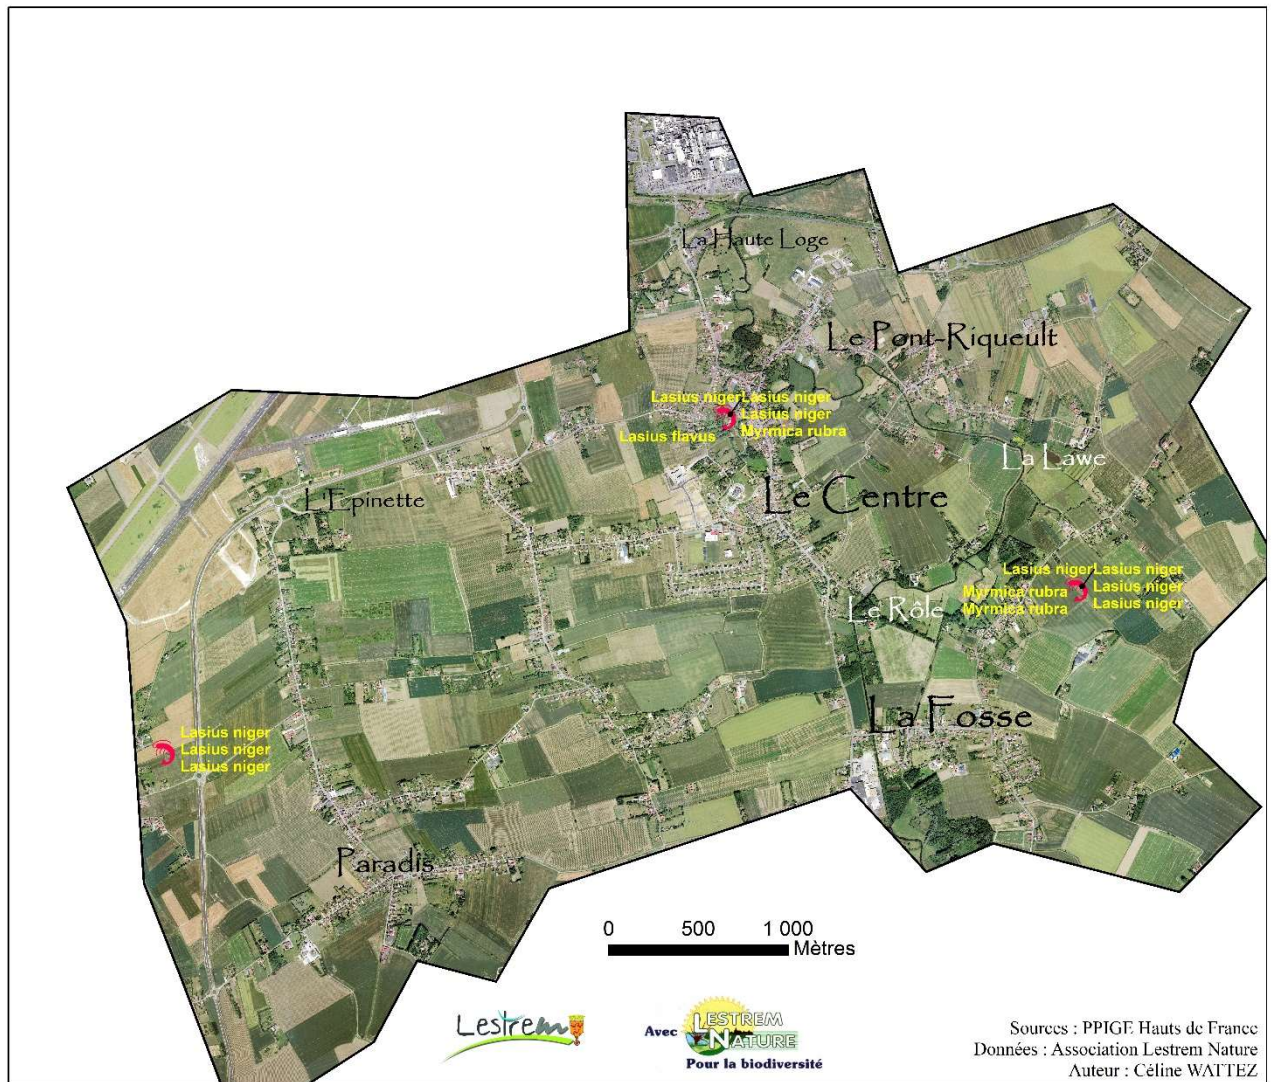 La Haute Loge
Le Pont-Riqueult
Lasius niger Lasius niger
Lasius niger
Lasius flavus Myrmica rubra
La Lawe
L'Epinette
Le Centre
Lasius niger Lasius niger
Myrmica rubra Lasius niger
Myrmica rubra Lasius niger
Le Rôle
La Fosse
Lasius niger
Lasius niger
Lasius niger
Paradis
0 500 1 000
Mètres
Lestrem
Avec LESTREM NATURE
Pour la biodiversité
Sources : PPIGE Hauts de France
Données : Association Lestrem Nature
Auteur : Céline WATTEZ